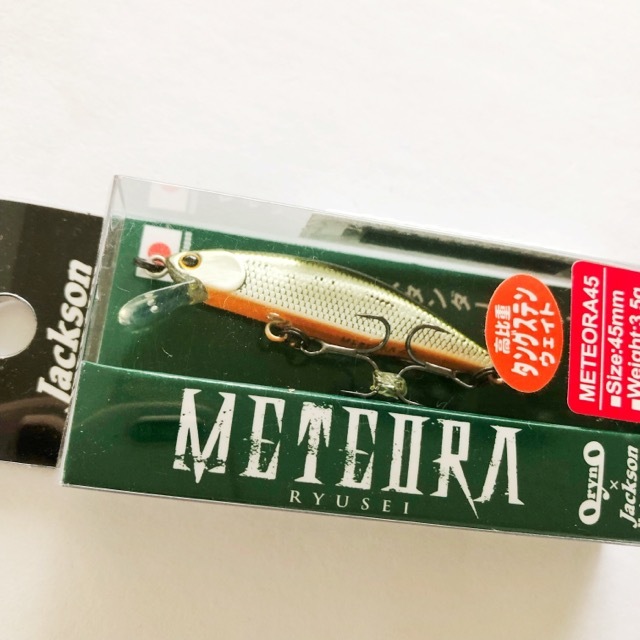 Jackson
高比重
タングステン
ウェイト
METEORA45
■Size:45mm
■Weight:3.5g
METEORA
RYUSEI
OrynO
×
Jackson